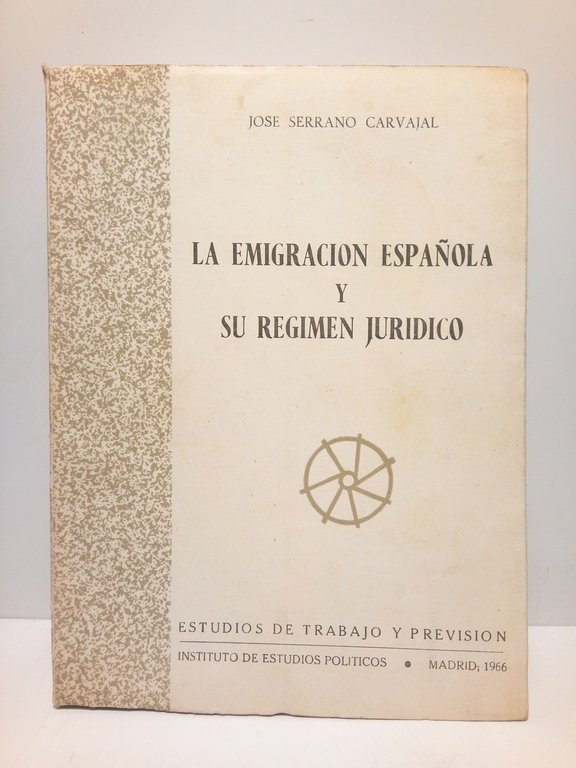 JOSE SERRANO CARVAJAL
LA EMIGRACION ESPAÑOLA
Y
SU REGIMEN JURIDICO
ESTUDIOS DE TRABAJO Y PREVISION
INSTITUTO DE ESTUDIOS POLITICOS • MADRID, 1966